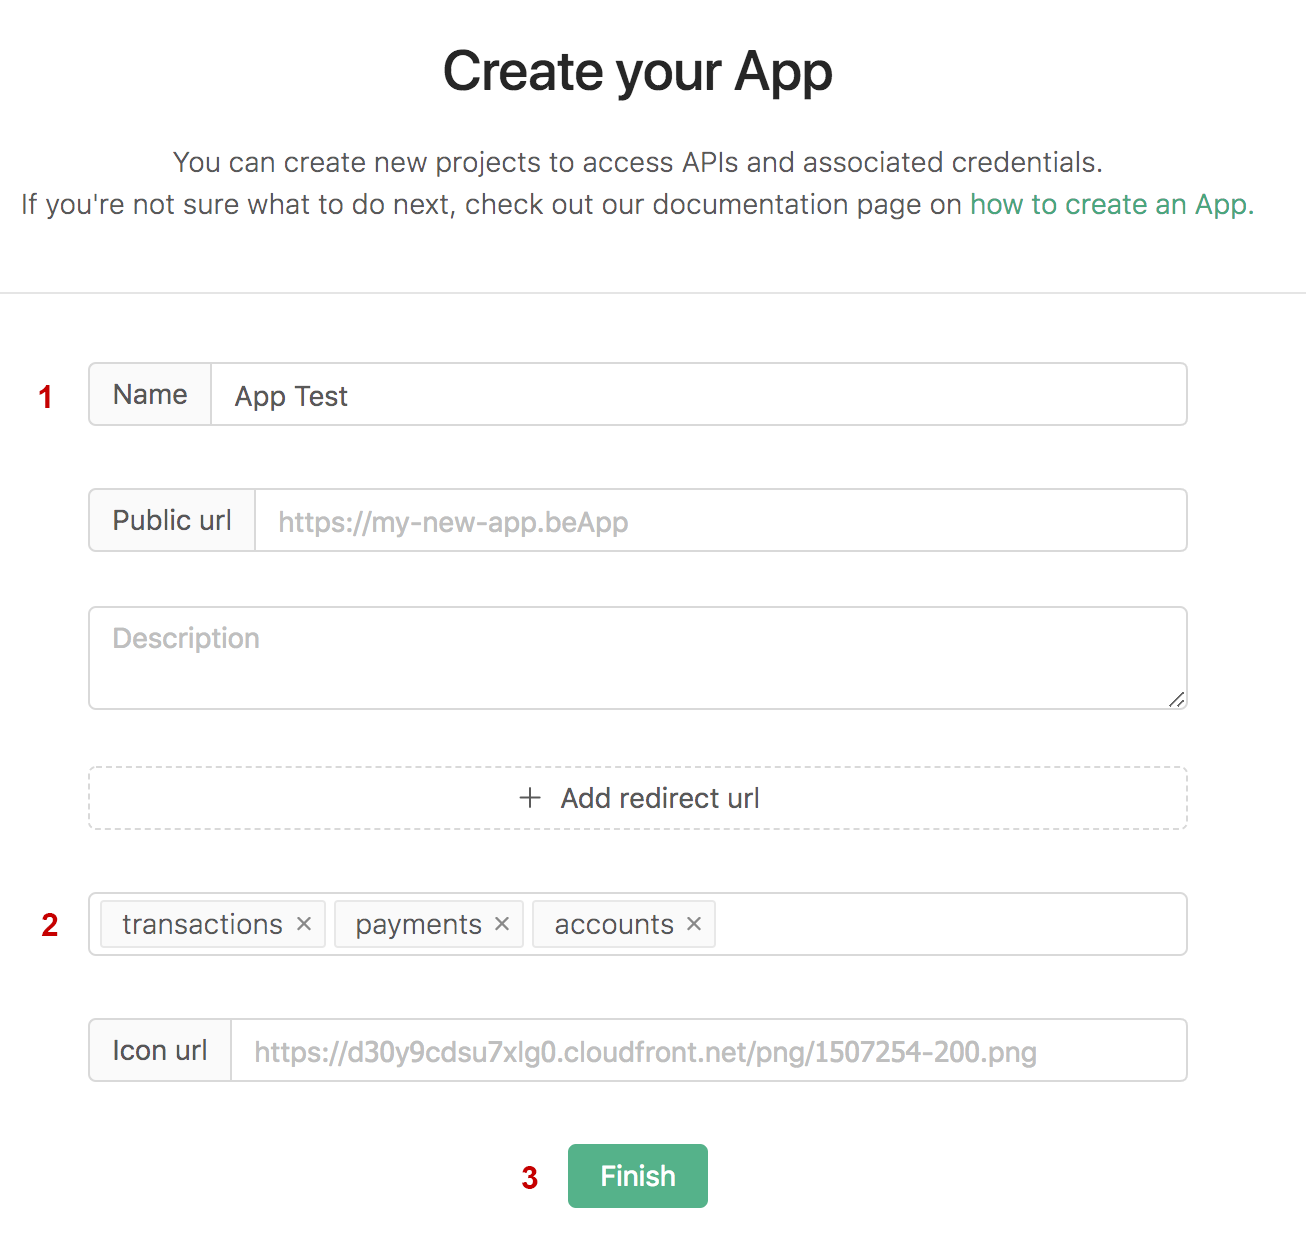 Create your App
You can create new projects to access APIs and associated credentials.
If you're not sure what to do next, check out our documentation page on how to create an App.
1 Name App Test
Public url https://my-new-app.beApp
Description
+ Add redirect url
2 transactions × payments × accounts ×
Icon url https://d30y9cdsu7xlg0.cloudfront.net/png/1507254-200.png
3 Finish